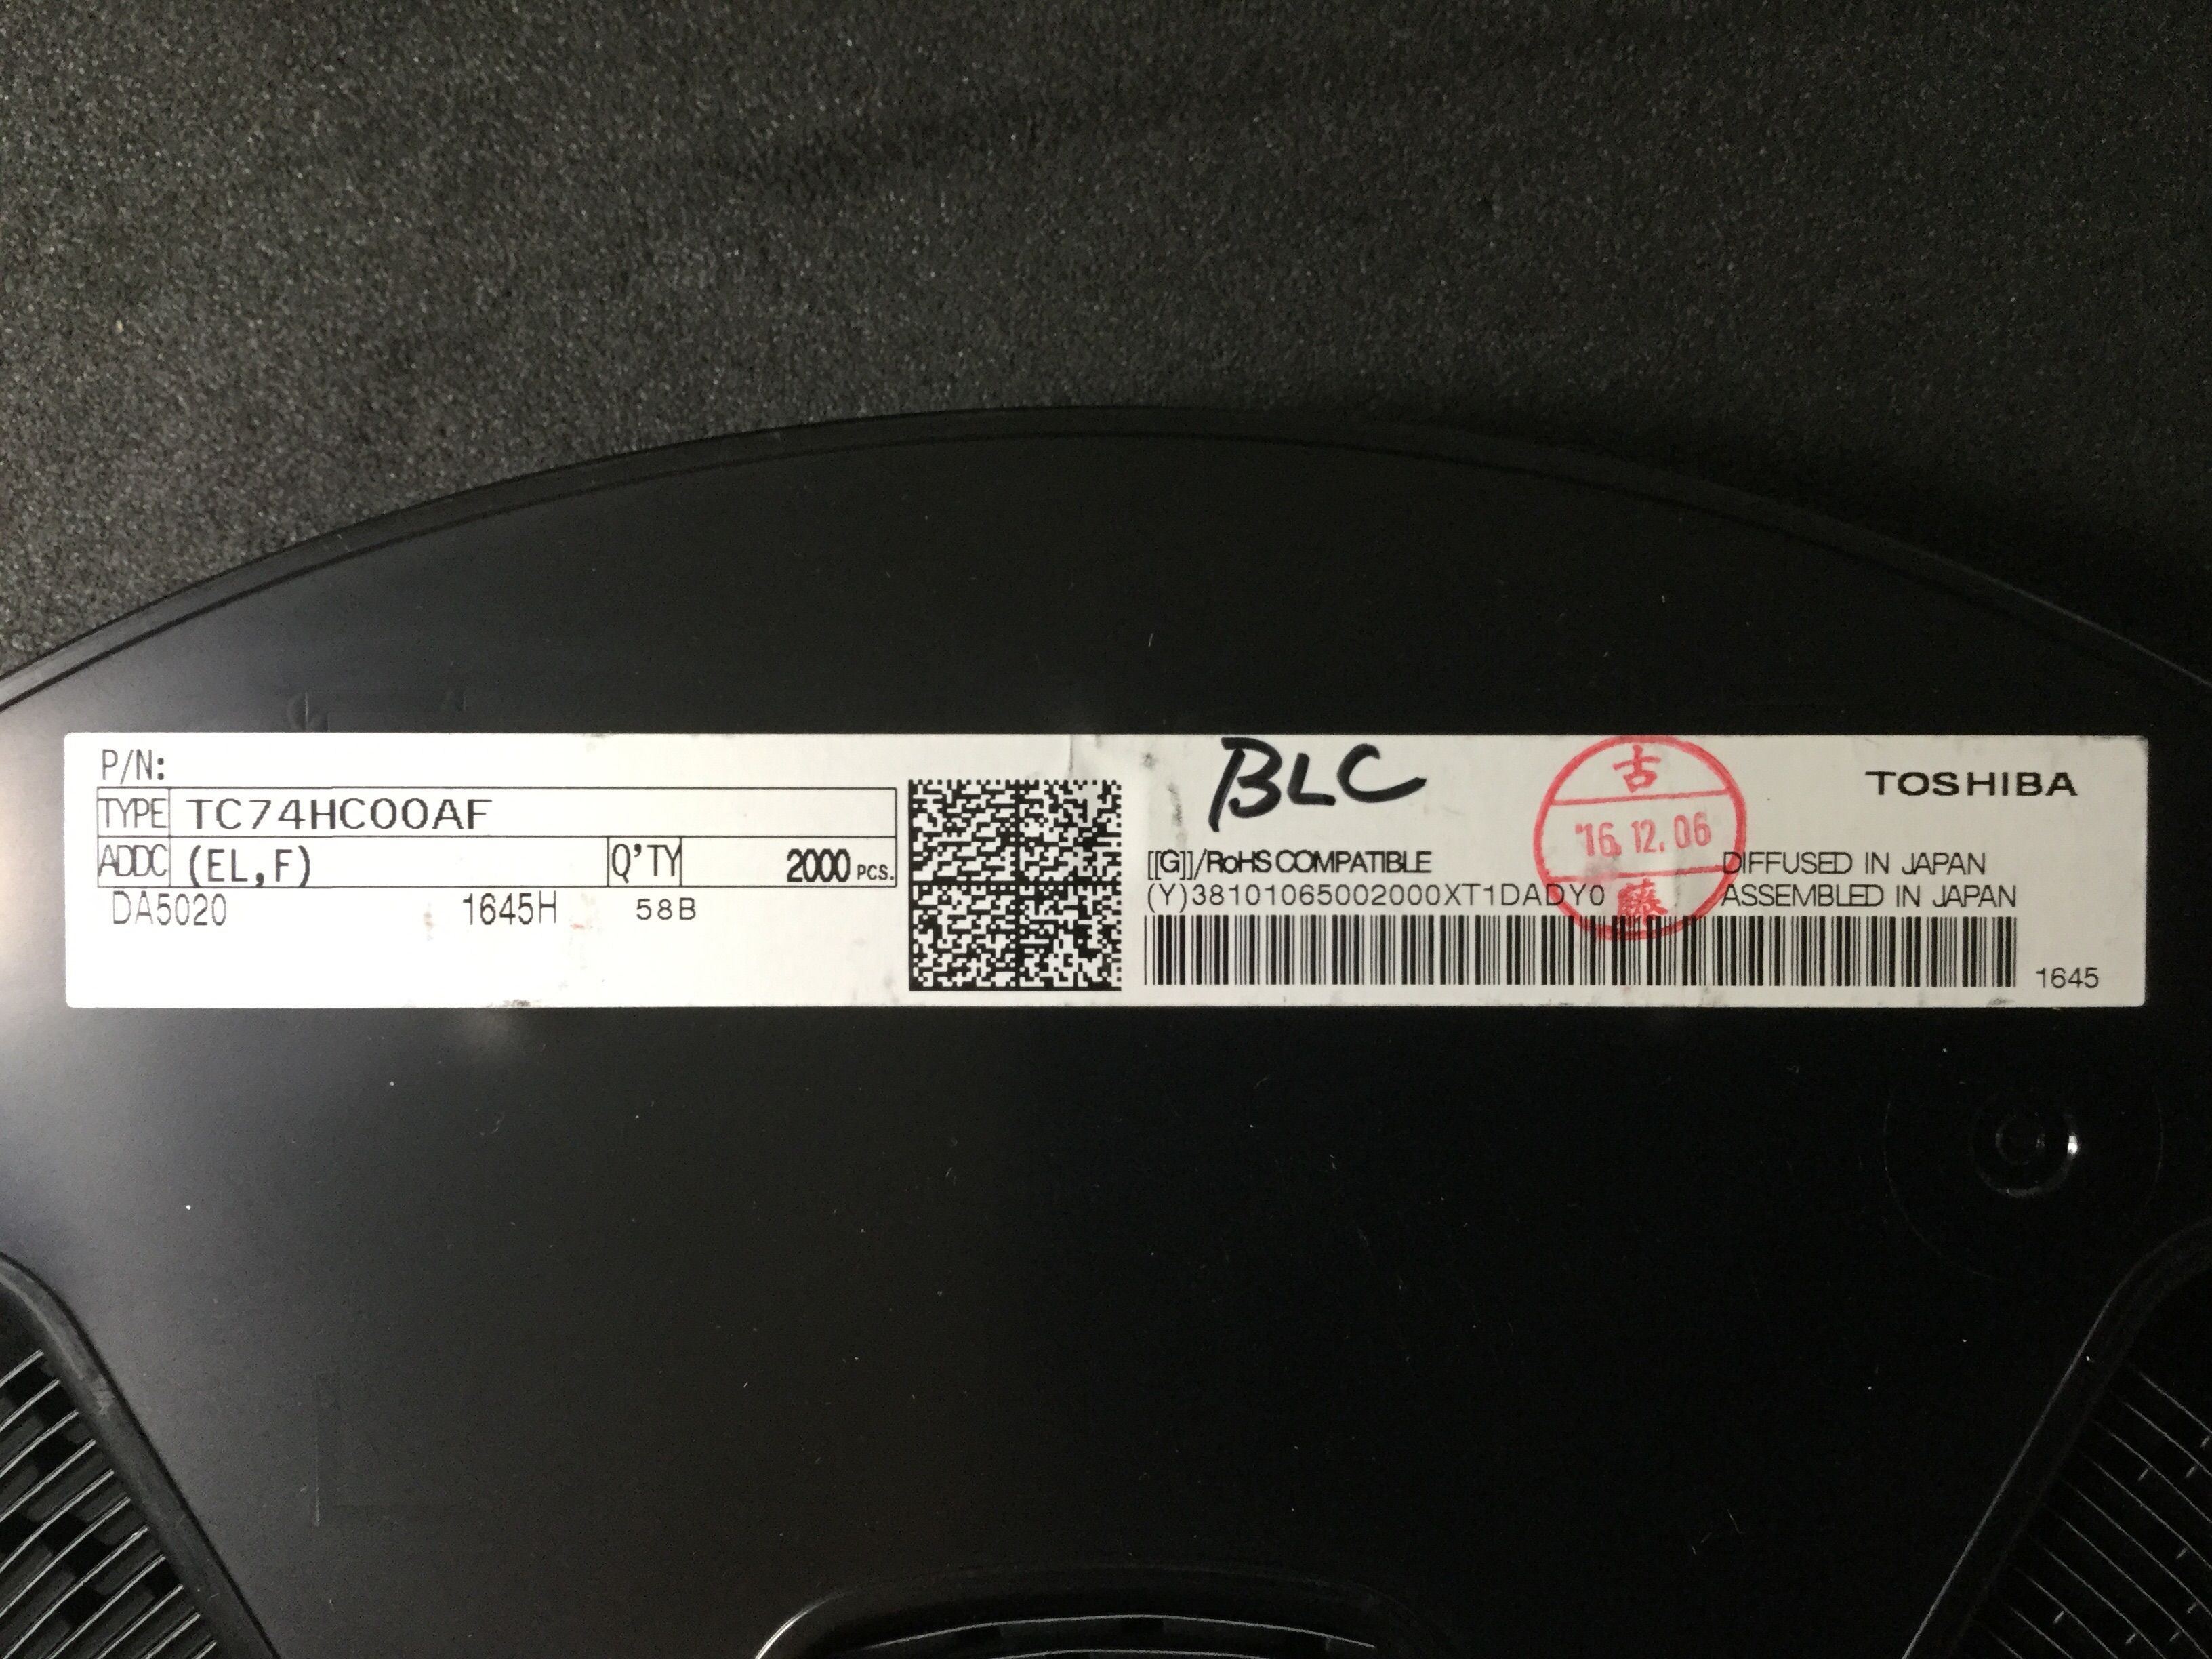 P/N:
TYPE TC74HC00AF
ADDC (EL,F) Q'TY 2000 PCS.
DA5020 1645H 58B
BLC
古
'16.12.06
藤
TOSHIBA
[[G]]/RoHS COMPATIBLE
DIFFUSED IN JAPAN
(Y)38101065002000XT1DADY0
ASSEMBLED IN JAPAN
1645